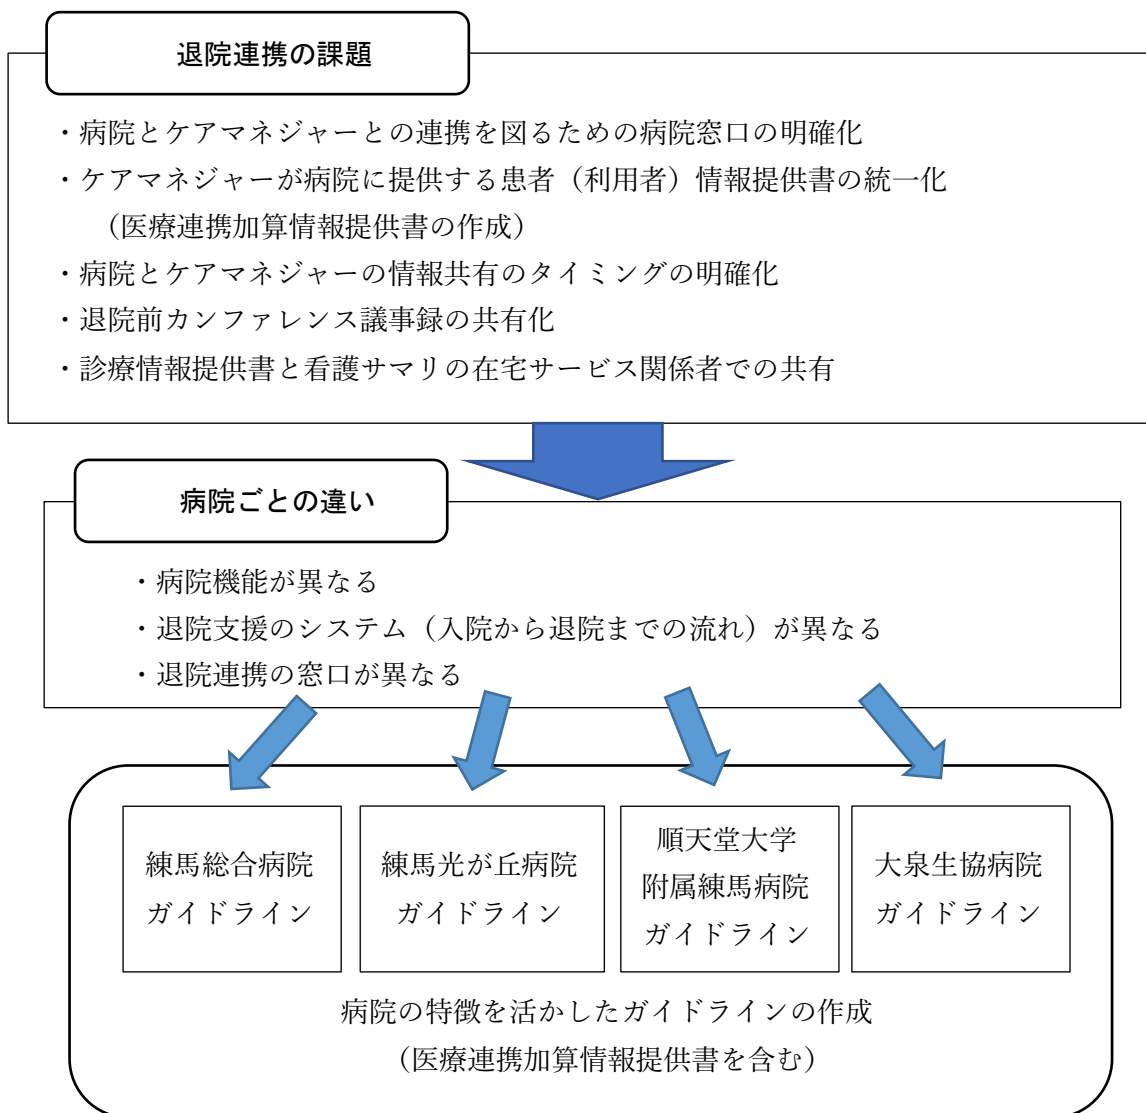 退院連携の課題
・病院とケアマネジャーとの連携を図るための病院窓口の明確化
・ケアマネジャーが病院に提供する患者（利用者）情報提供書の統一化
（医療連携加算情報提供書の作成）
・病院とケアマネジャーの情報共有のタイミングの明確化
・退院前カンファレンス議事録の共有化
・診療情報提供書と看護サマリの在宅サービス関係者での共有
病院ごとの違い
・病院機能が異なる
・退院支援のシステム（入院から退院までの流れ）が異なる
・退院連携の窓口が異なる
練馬総合病院
ガイドライン
練馬光が丘病院
ガイドライン
順天堂大学
附属練馬病院
ガイドライン
大泉生協病院
ガイドライン
病院の特徴を活かしたガイドラインの作成
（医療連携加算情報提供書を含む）